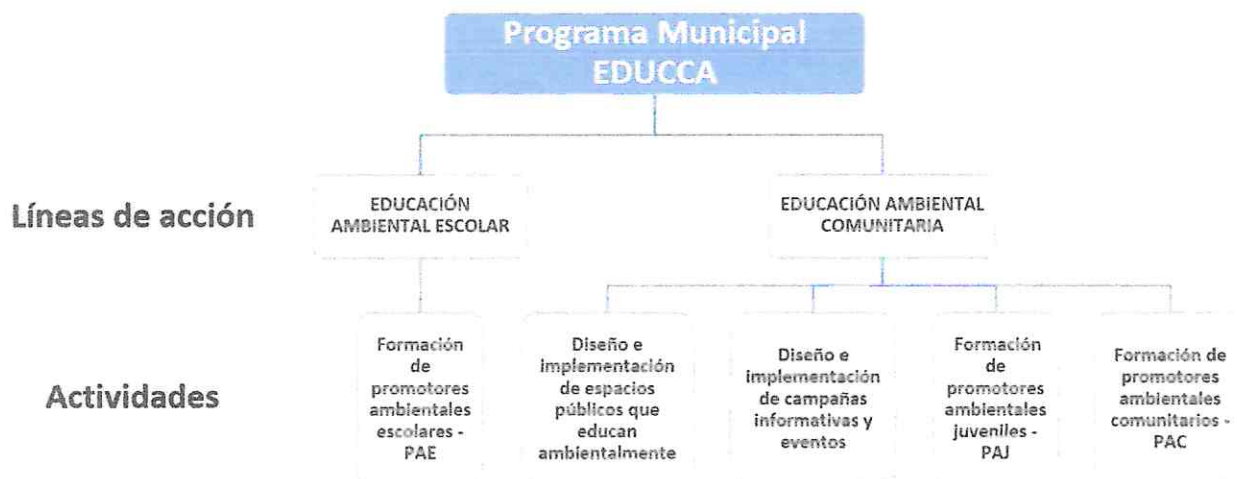 Programa Municipal
EDUCCA
Líneas de acción
EDUCACIÓN
AMBIENTAL ESCOLAR
EDUCACIÓN AMBIENTAL
COMUNITARIA
Actividades
Formación
de
promotores
ambientales
escolares -
PAE
Diseño e
implementación
de espacios
públicos que
educan
ambientalmente
Diseño e
implementación
de campañas
informativas y
eventos
Formación
de
promotores
ambientales
juveniles -
PAJ
Formación de
promotores
ambientales
comunitarios -
PAC